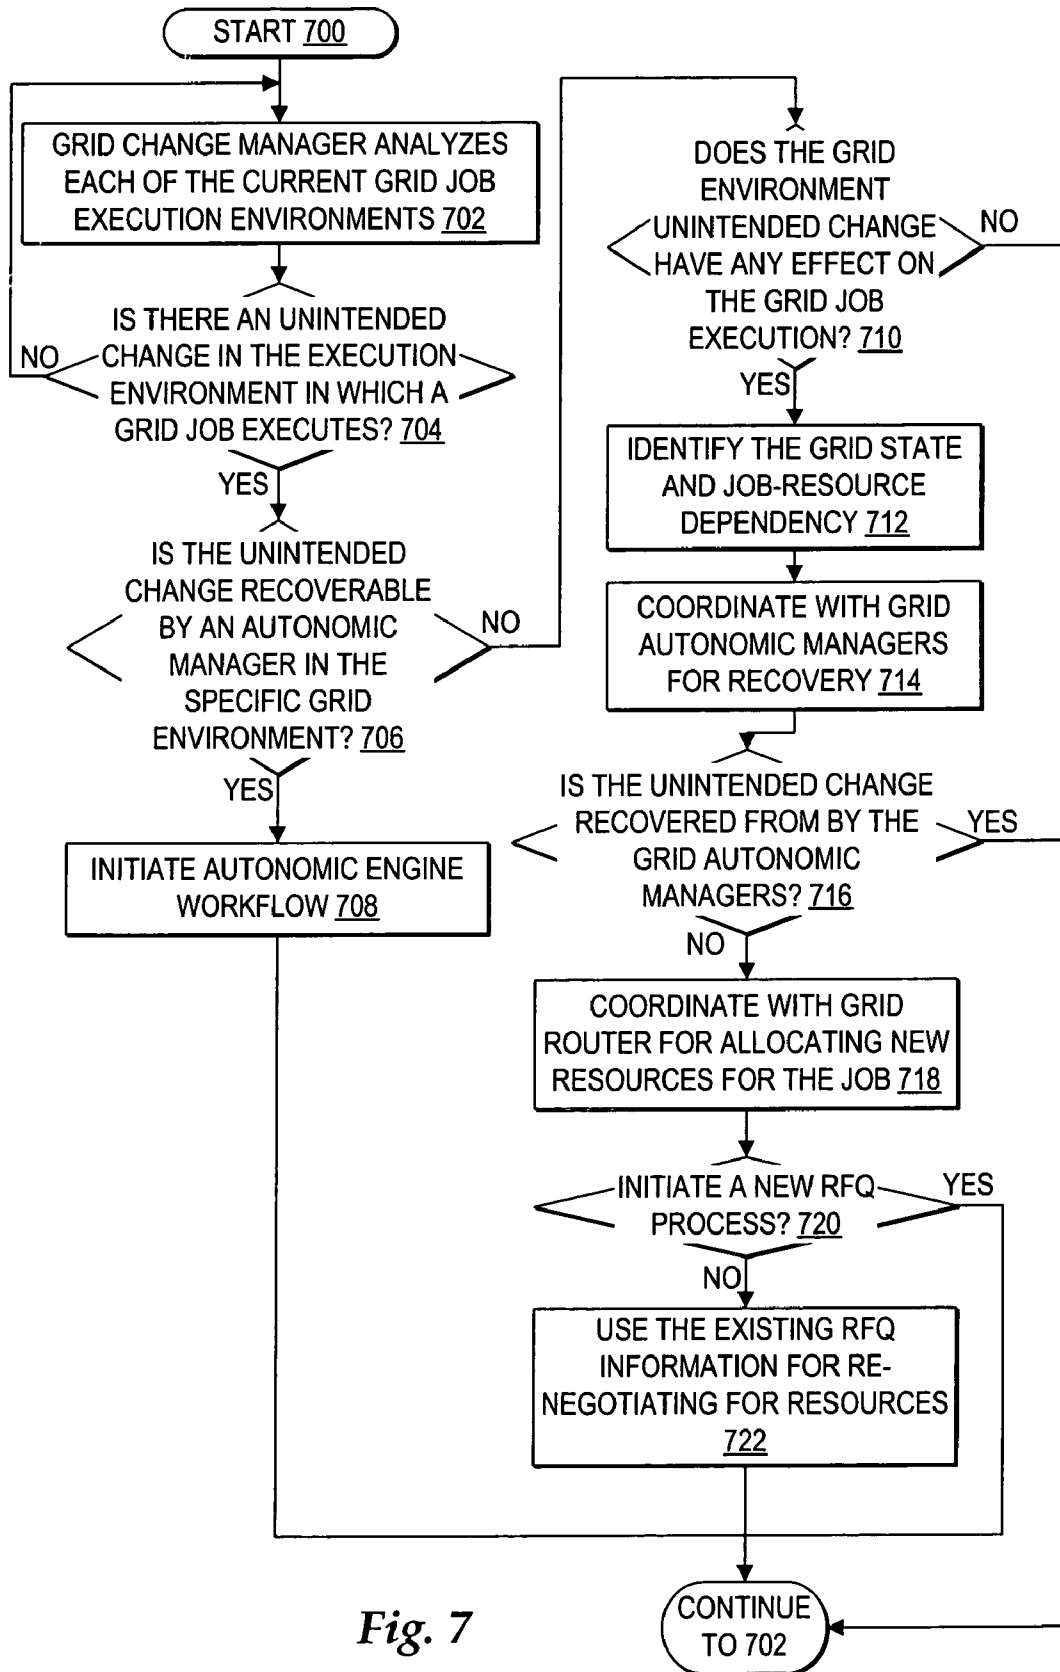 START 700
GRID CHANGE MANAGER ANALYZES
EACH OF THE CURRENT GRID JOB
EXECUTION ENVIRONMENTS 702
IS THERE AN UNINTENDED
CHANGE IN THE EXECUTION
ENVIRONMENT IN WHICH A
GRID JOB EXECUTES? 704
NO
YES
IS THE UNINTENDED
CHANGE RECOVERABLE
BY AN AUTONOMIC
MANAGER IN THE
SPECIFIC GRID
ENVIRONMENT? 706
NO
YES
INITIATE AUTONOMIC ENGINE
WORKFLOW 708
DOES THE GRID
ENVIRONMENT
UNINTENDED CHANGE
HAVE ANY EFFECT ON
THE GRID JOB
EXECUTION? 710
NO
YES
IDENTIFY THE GRID STATE
AND JOB-RESOURCE
DEPENDENCY 712
COORDINATE WITH GRID
AUTONOMIC MANAGERS
FOR RECOVERY 714
IS THE UNINTENDED CHANGE
RECOVERED FROM BY THE
GRID AUTONOMIC
MANAGERS? 716
YES
NO
COORDINATE WITH GRID
ROUTER FOR ALLOCATING NEW
RESOURCES FOR THE JOB 718
INITIATE A NEW RFQ
PROCESS? 720
YES
NO
USE THE EXISTING RFQ
INFORMATION FOR RE-
NEGOTIATING FOR RESOURCES
722
CONTINUE
TO 702
Fig. 7